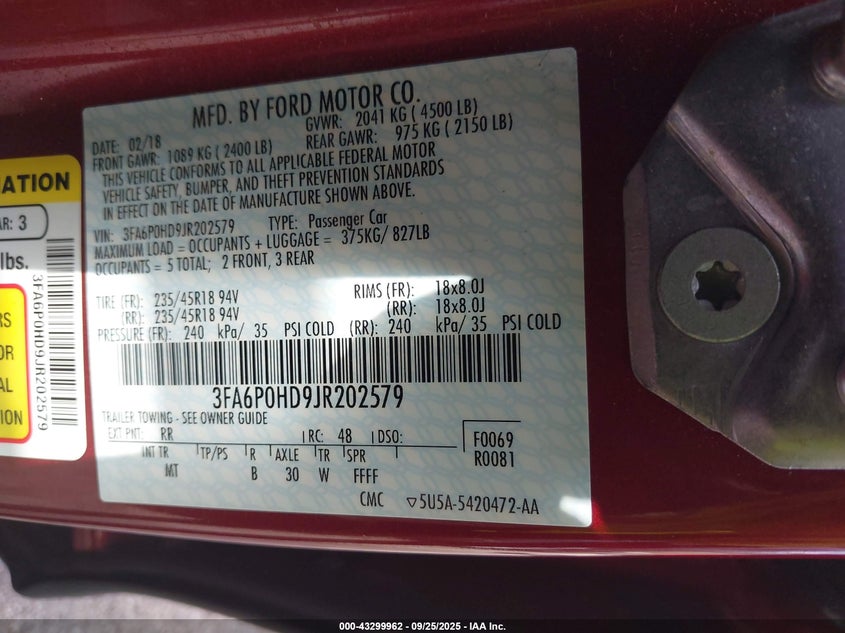 MFD. BY FORD MOTOR CO.
DATE: 02/18 GVWR: 2041 KG ( 4500 LB)
FRONT GAWR: 1089 KG ( 2400 LB) REAR GAWR: 975 KG ( 2150 LB)
THIS VEHICLE CONFORMS TO ALL APPLICABLE FEDERAL MOTOR
VEHICLE SAFETY, BUMPER, AND THEFT PREVENTION STANDARDS
IN EFFECT ON THE DATE OF MANUFACTURE SHOWN ABOVE.
VIN: 3FA6P0HD9JR202579 TYPE: Passenger Car
MAXIMUM LOAD = OCCUPANTS + LUGGAGE = 375KG/ 827LB
OCCUPANTS = 5 TOTAL; 2 FRONT, 3 REAR
TIRE (FR): 235/45R18 94V RIMS (FR): 18x8.0J
(RR): 235/45R18 94V (RR): 18x8.0J
PRESSURE (FR): 240 kPa/ 35 PSI COLD (RR): 240 kPa/ 35 PSI COLD
3FA6P0HD9JR202579
TRAILER TOWING - SEE OWNER GUIDE
EXT PNT: RR RC: 48 DSO: F0069
R0081
INT TR TP/PS R AXLE TR SPR
MT B 30 W FFFF
CMC ▽5U5A-5420472-AA
MATION
AR: 3
lbs.
3FA6P0HD9JR202579
RS
OR
AL
ION
000-43299962 - 09/25/2025 - IAA Inc.